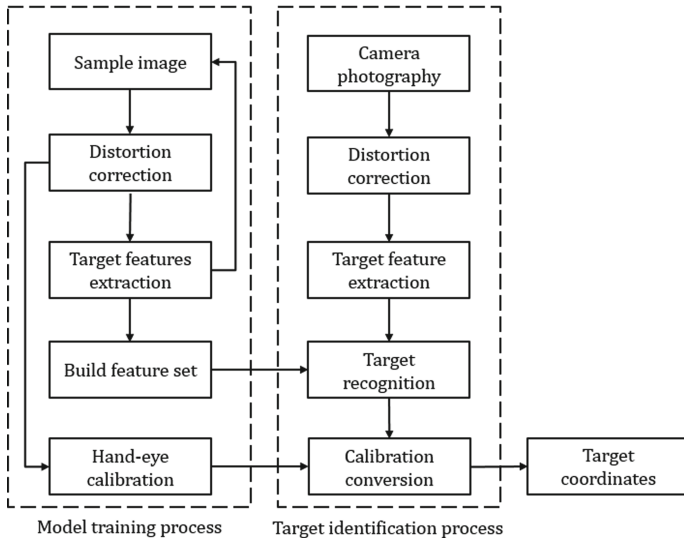 Sample image
Distortion
correction
Target features
extraction
Build feature set
Hand-eye
calibration
Model training process
Camera
photography
Distortion
correction
Target feature
extraction
Target
recognition
Calibration
conversion
Target identification process
Target
coordinates